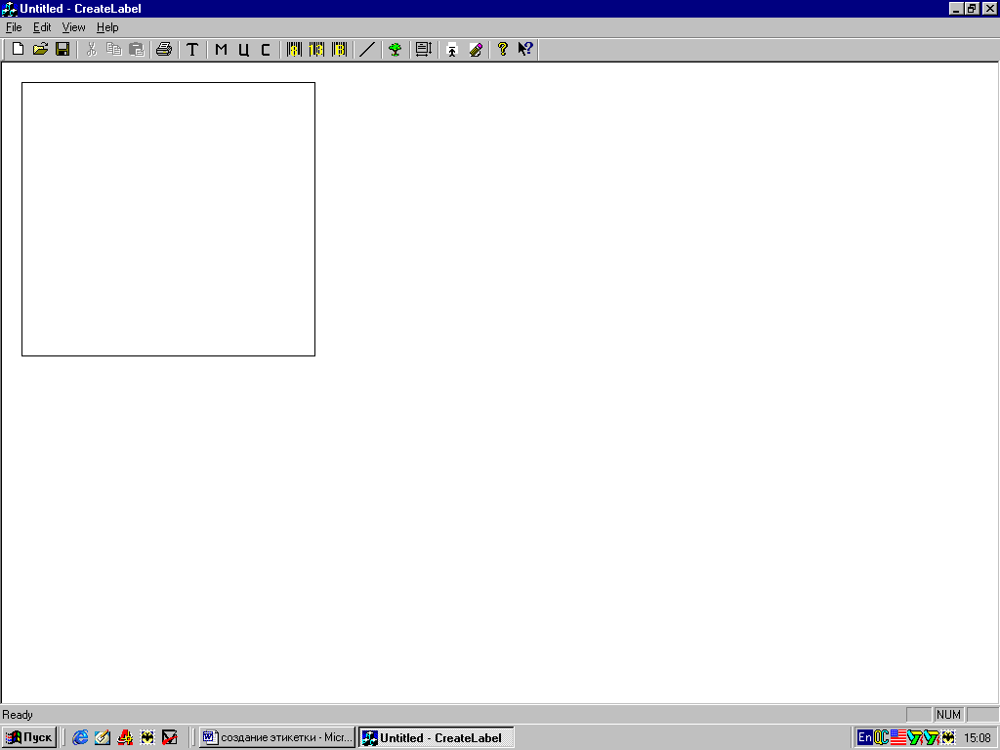 Untitled - CreateLabel
File Edit View Help
T М Ц С
Ready
NUM
Пуск
создание этикетки - Micr...
Untitled - CreateLabel
En
15:08